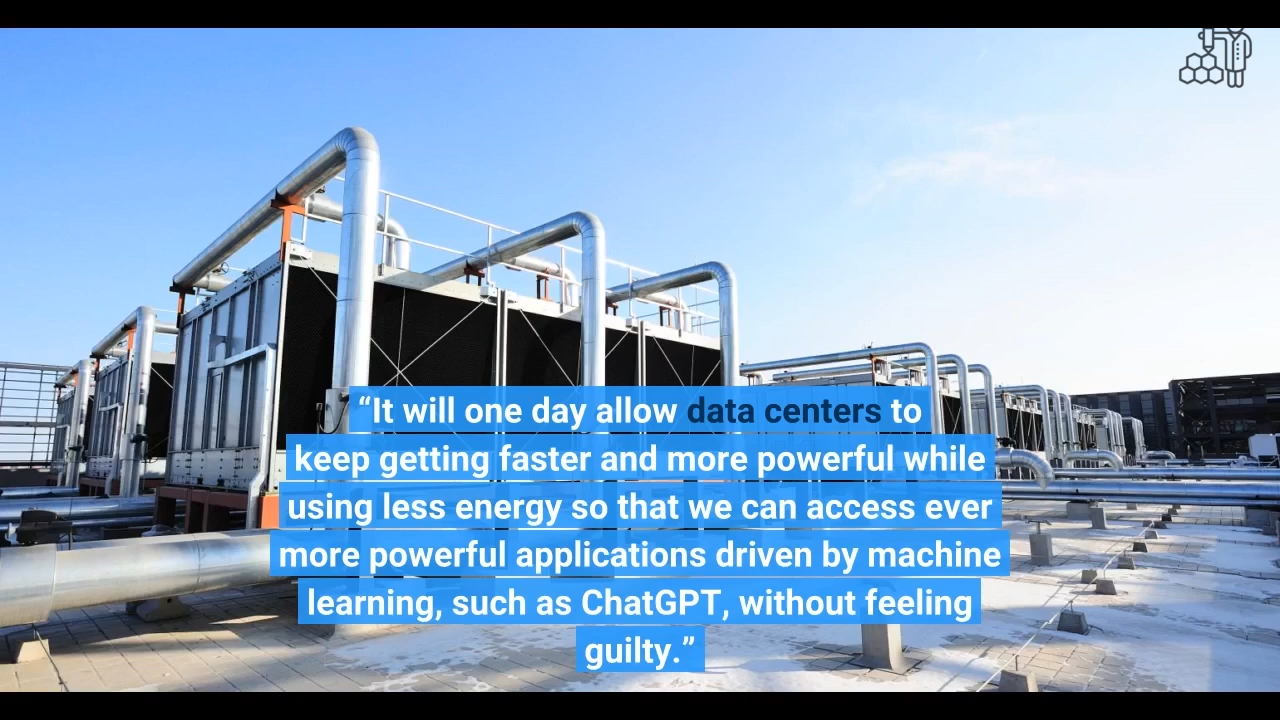 “It will one day allow data centers to
keep getting faster and more powerful while
using less energy so that we can access ever
more powerful applications driven by machine
learning, such as ChatGPT, without feeling
guilty.”